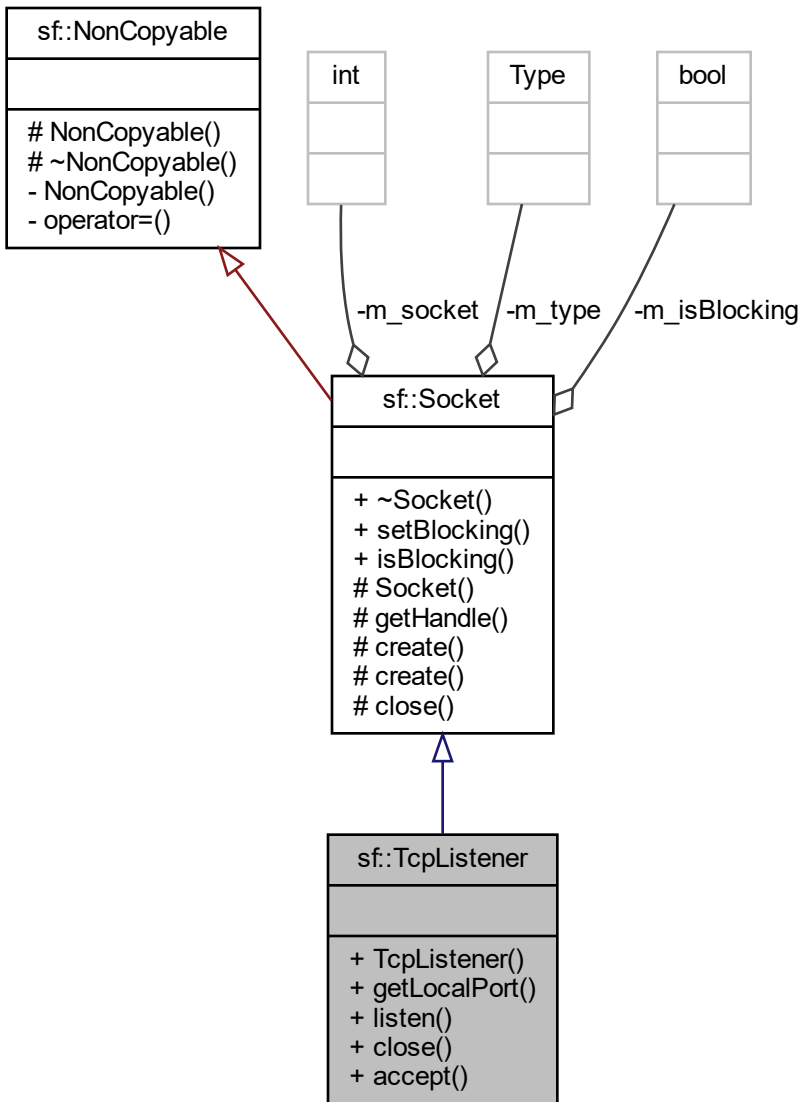 sf::NonCopyable
# NonCopyable()
# ~NonCopyable()
- NonCopyable()
- operator=()
int
Type
bool
-m_socket
-m_type
-m_isBlocking
sf::Socket
+ ~Socket()
+ setBlocking()
+ isBlocking()
# Socket()
# getHandle()
# create()
# create()
# close()
sf::TcpListener
+ TcpListener()
+ getLocalPort()
+ listen()
+ close()
+ accept()